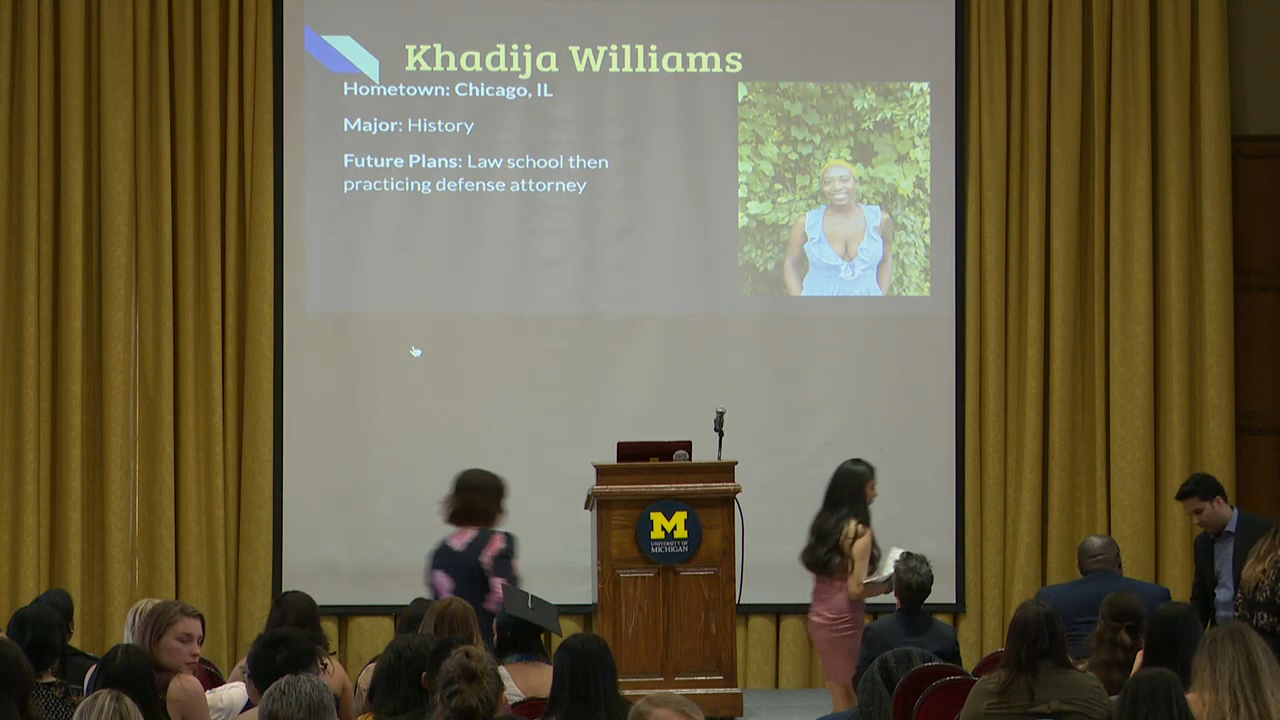 Khadija Williams
Hometown: Chicago, IL
Major: History
Future Plans: Law school then
practicing defense attorney
M
UNIVERSITY OF
MICHIGAN